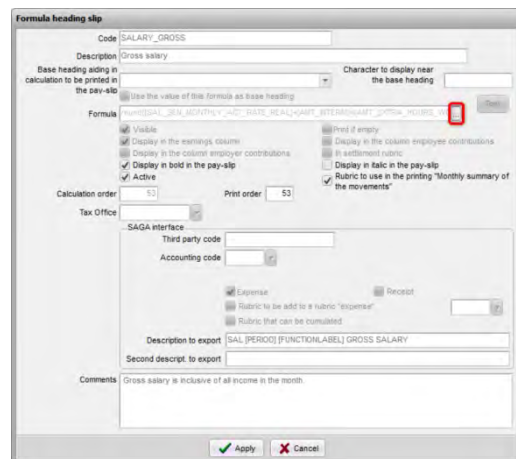 Formula heading slip
Code SALARY_GROSS
Description Gross salary
Base heading aiding in calculation to be printed in the pay-slip
Character to display near the base heading
Use the value of this formula as base heading
Test
Formula
Visible
Print if empty
Display in the earnings column
Display in the column employee contributions
Display in the column employer contributions
In settlement rubric
Display in bold in the pay-slip
Display in italic in the pay-slip
Active
Rubric to use in the printing "Monthly summary of the movements"
Calculation order 53 Print order 53
Tax Office
SAGA interface
Third party code
Accounting code
Expense Receipt
Rubric to be add to a rubric "expense"
Rubric that can be cumulated
Description to export SAL [PERIOD] [FUNCTIONLABEL] GROSS SALARY
Second descript. to export
Comments Gross salary is inclusive of all income in the month.
Apply Cancel